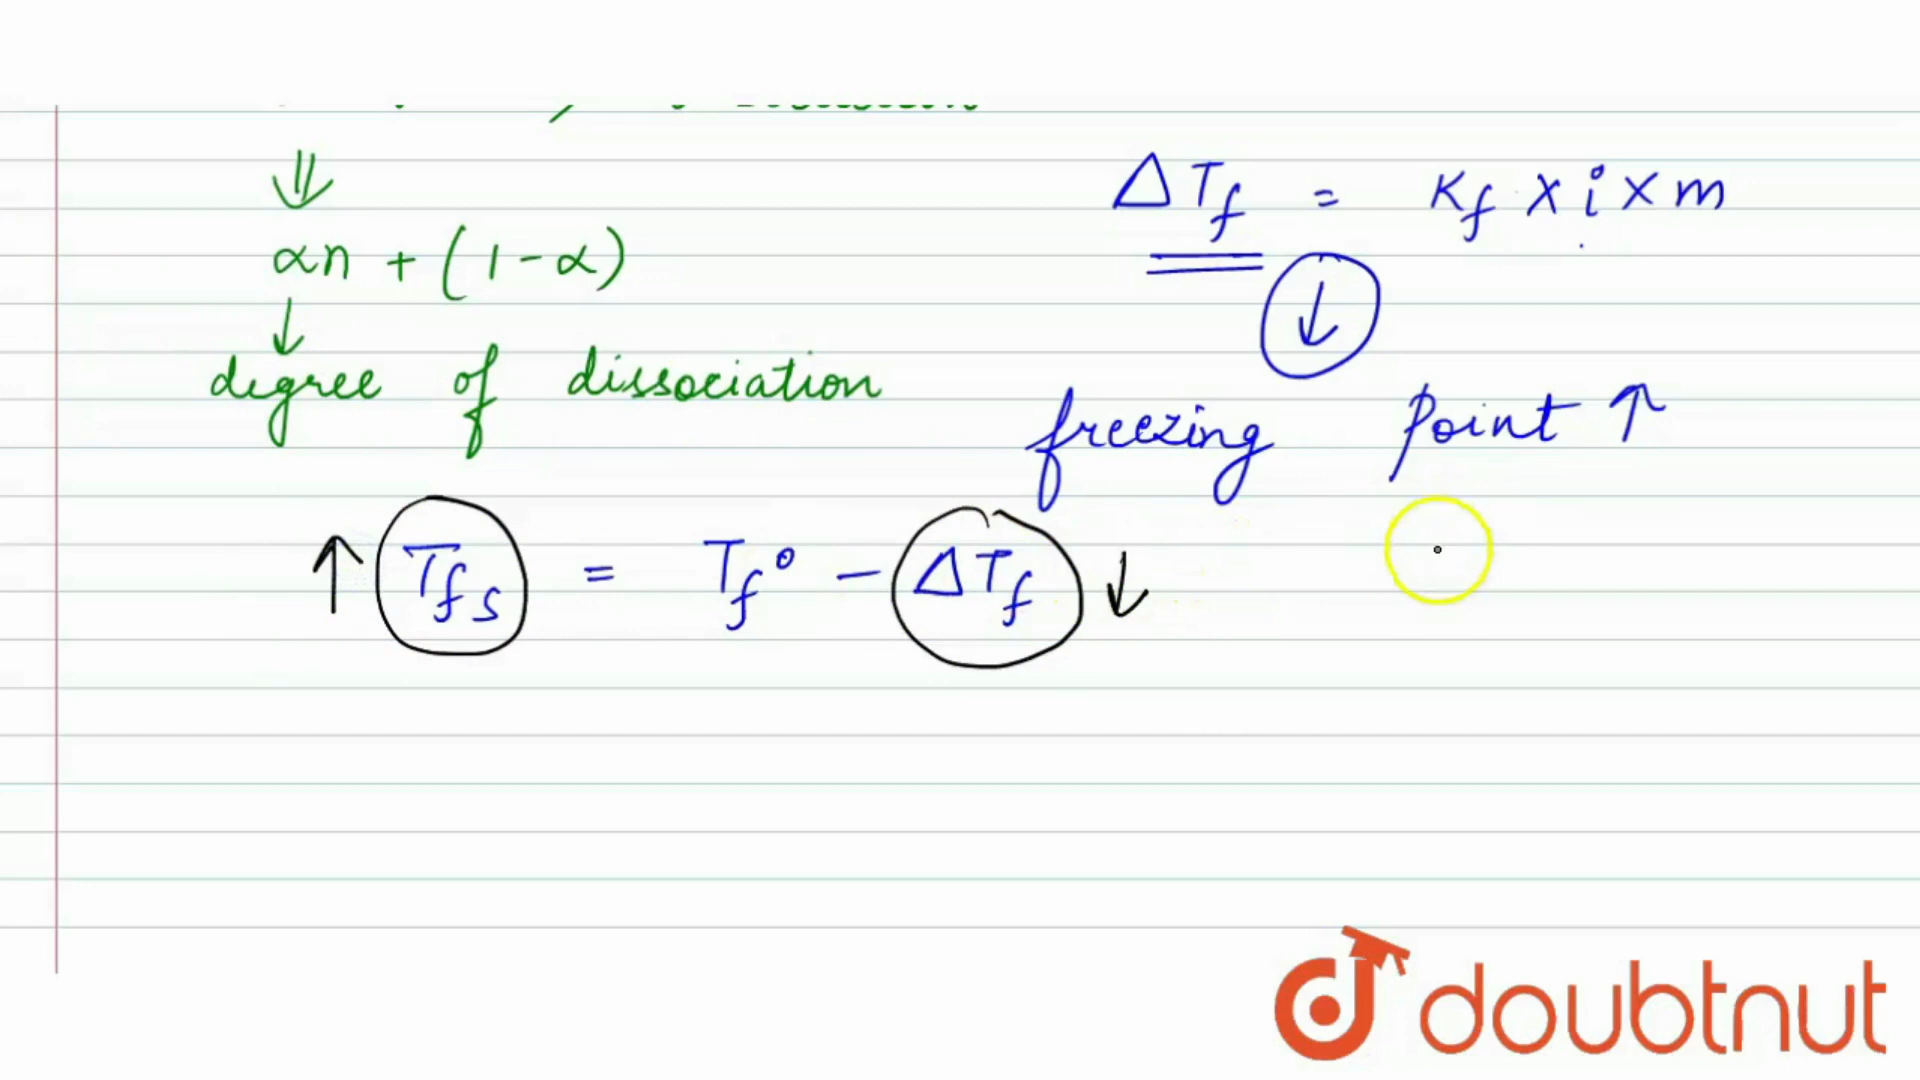 ⇓
αn + (1 - α)
↓
degree of dissociation
ΔTf = Kf × i × m
↓
freezing point ↑
↑ Tfs = Tf° - ΔTf ↓
doubtnut